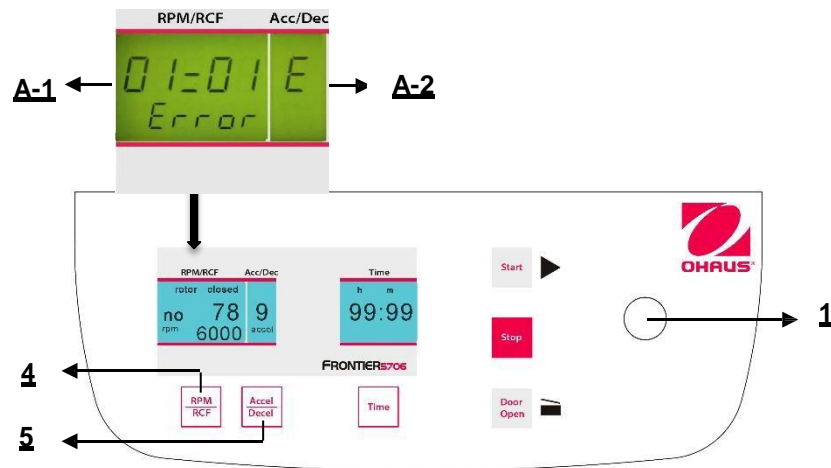 RPM/RCF Acc/Dec
A-1
01=01 E
A-2
Error
OHAUS
RPM/RCF Acc/Dec
Time
Start
rotor closed
h m
no 78 9
99:99
1
rpm 6000 accel
Stop
FRONTIER5706
4
RPM
RCF
Accel
Decel
Time
Door
Open
5